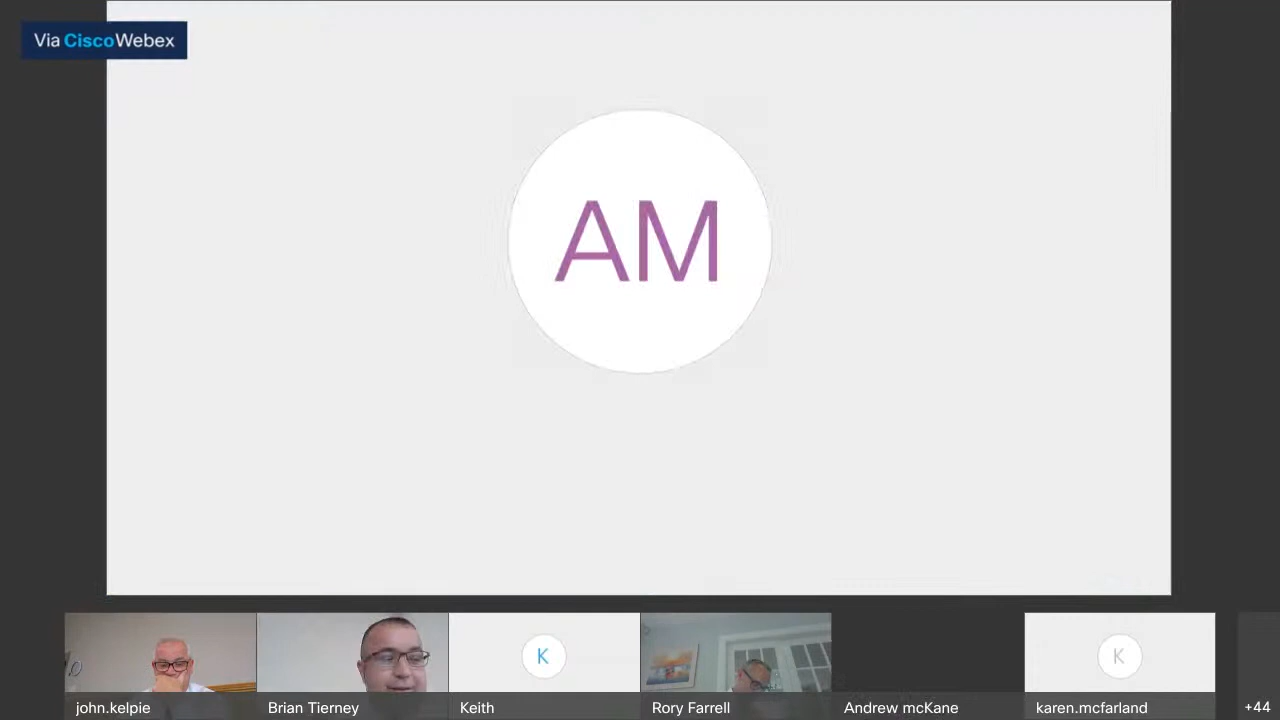 Via CiscoWebex
AM
K
K
john.kelpie
Brian Tierney
Keith
Rory Farrell
Andrew mcKane
karen.mcfarland
+44